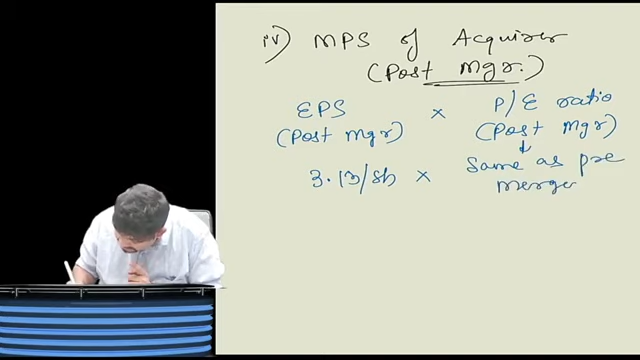 iv) MPS of Acquirer
(Post Mgr.)
EPS × P/E ratio
(Post Mgr) (Post Mgr)
↓
3.13/sh × Same as pre
merger